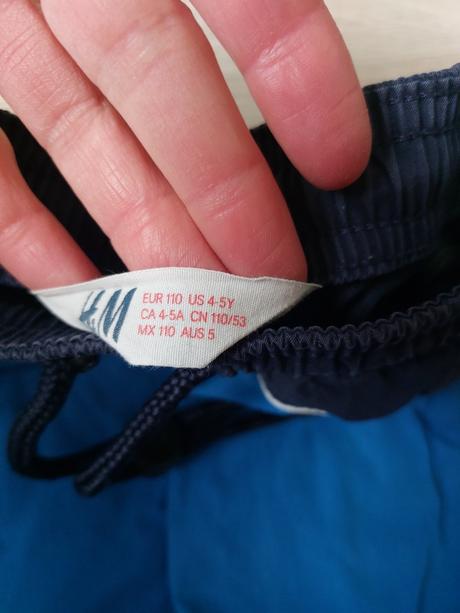 H&M
EUR 110 US 4-5Y
CA 4-5A CN 110/53
MX 110 AUS 5